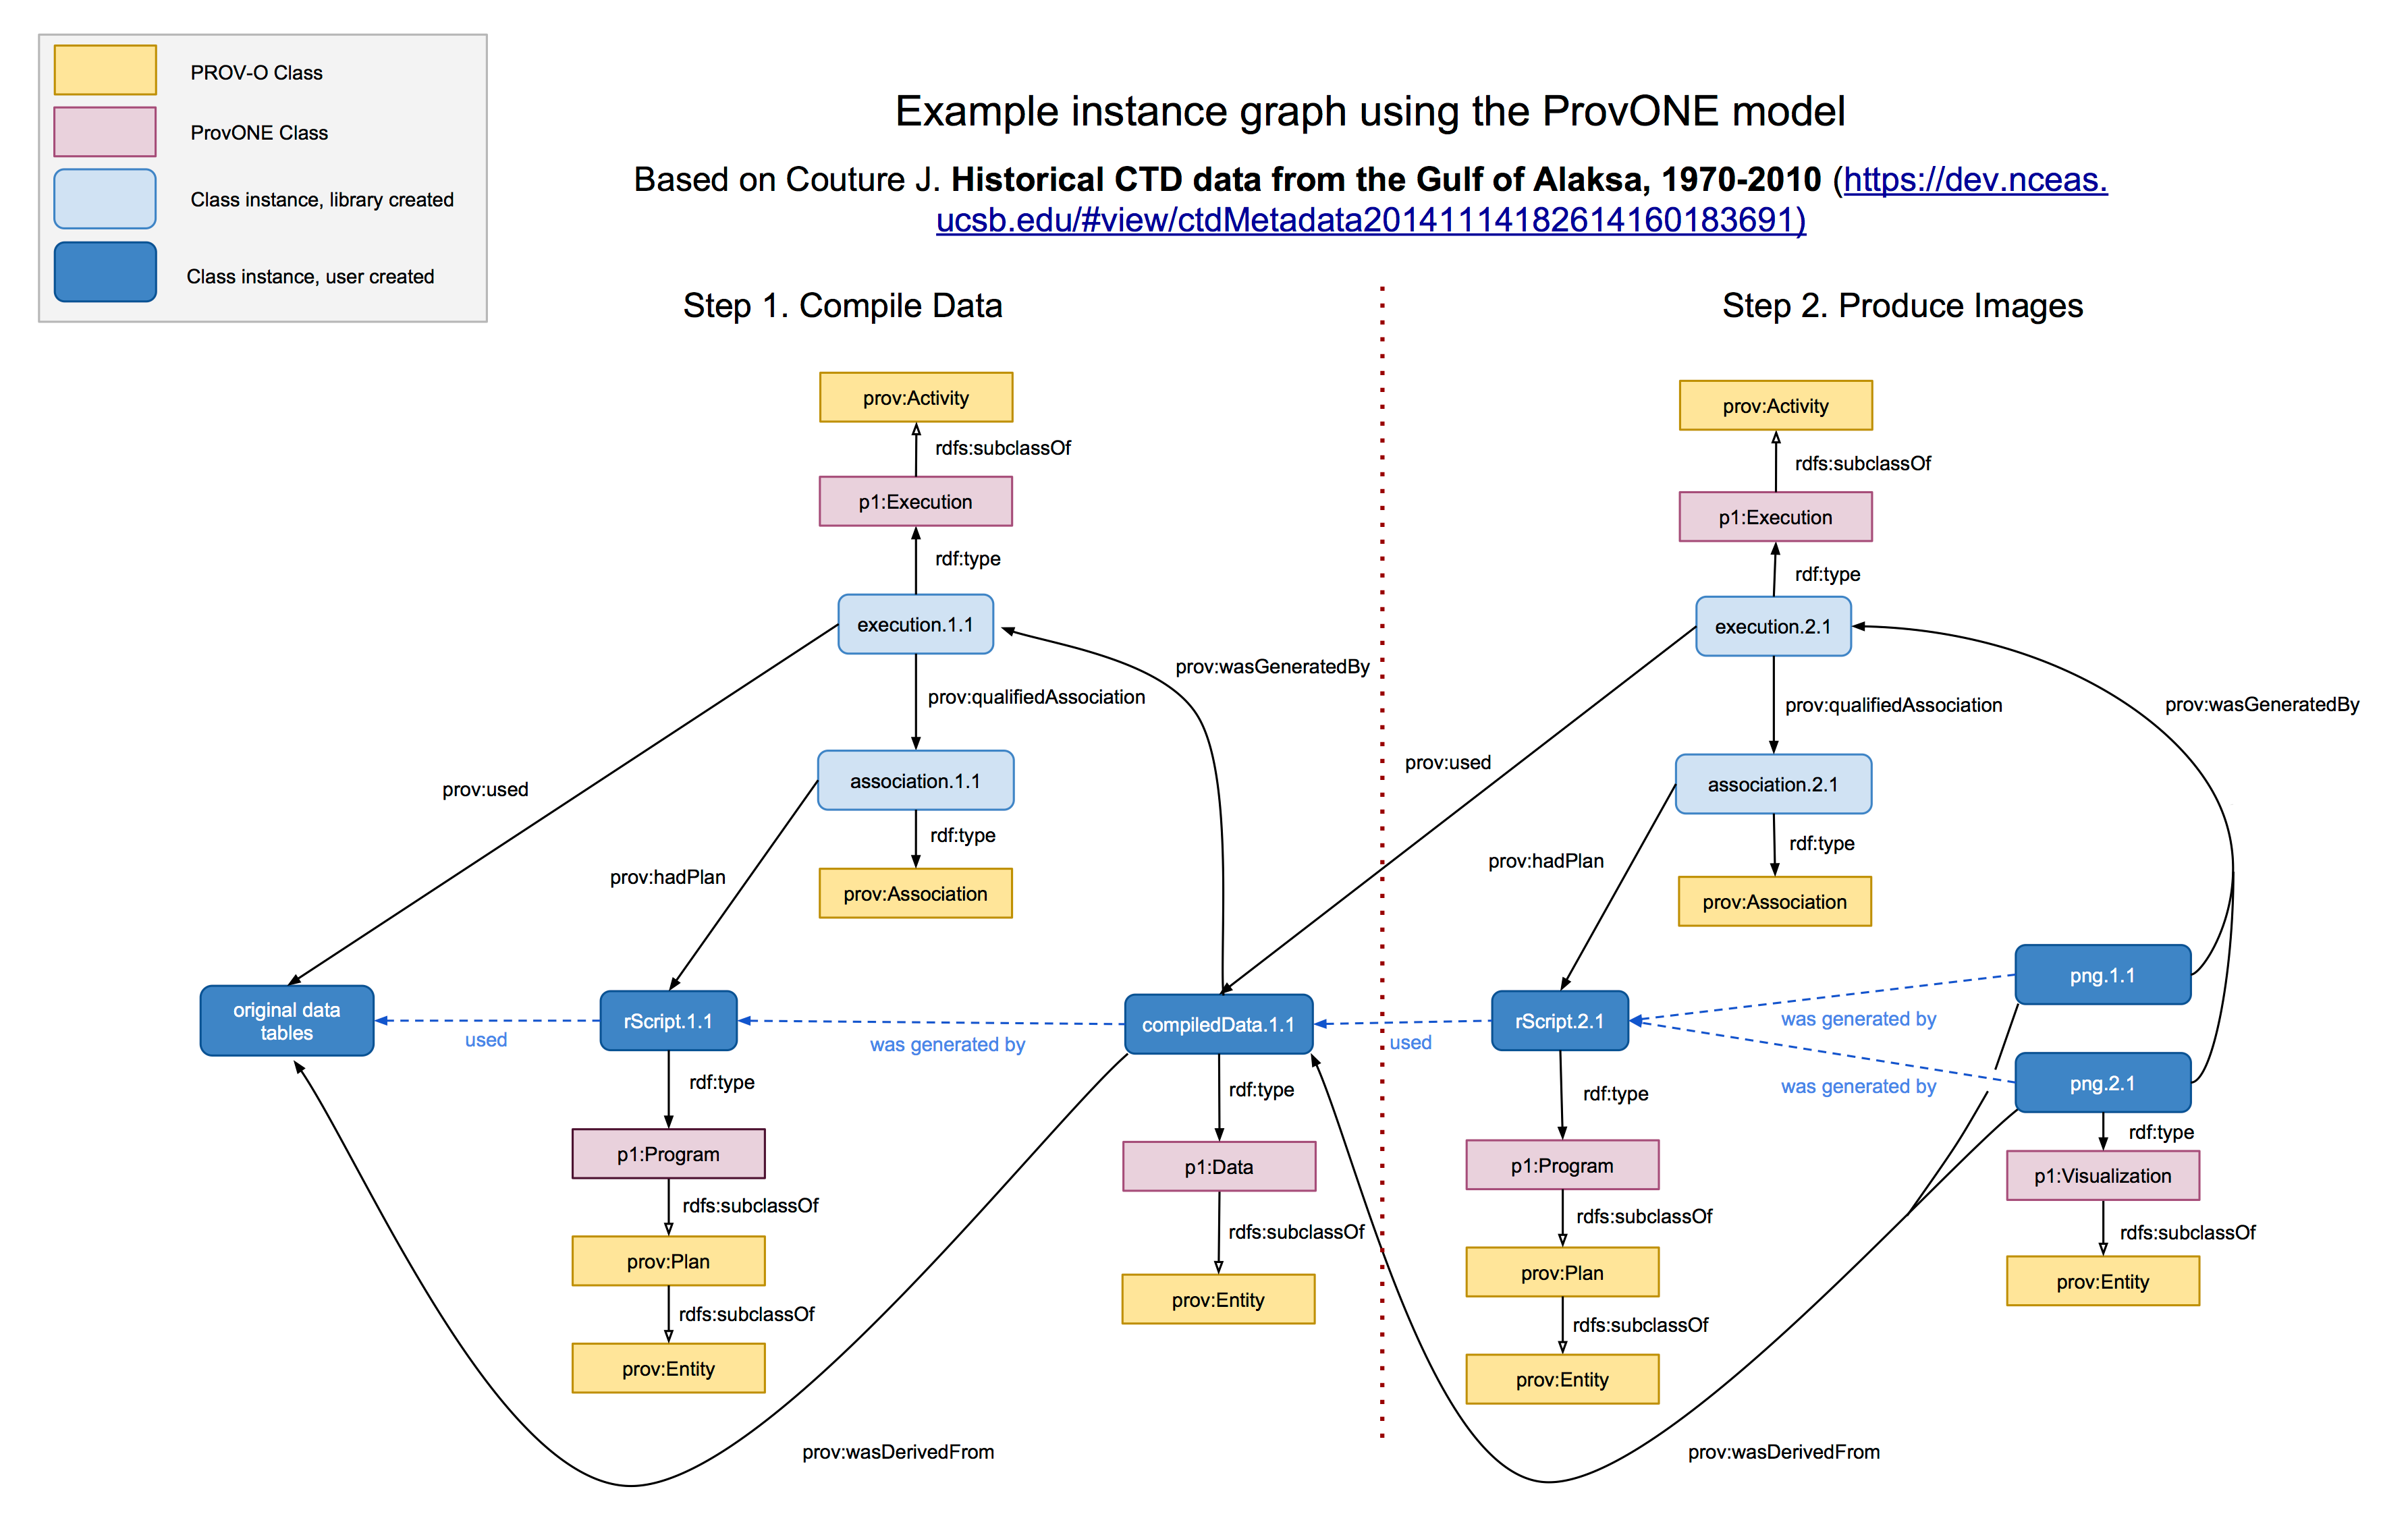 PROV-O Class
ProvONE Class
Class instance, library created
Class instance, user created
Example instance graph using the ProvONE model
Based on Couture J. Historical CTD data from the Gulf of Alaksa, 1970-2010 (https://dev.nceas.
ucsb.edu/#view/ctdMetadata20141114182614160183691)
Step 1. Compile Data
Step 2. Produce Images
prov:Activity
rdfs:subclassOf
p1:Execution
rdf:type
execution.1.1
prov:wasGeneratedBy
prov:qualifiedAssociation
prov:used
association.1.1
rdf:type
prov:hadPlan
prov:Association
original data
tables
used
rScript.1.1
was generated by
compiledData.1.1
rdf:type
p1:Program
rdfs:subclassOf
prov:Plan
rdfs:subclassOf
prov:Entity
rdf:type
p1:Data
rdfs:subclassOf
prov:Entity
prov:wasDerivedFrom
prov:Activity
rdfs:subclassOf
p1:Execution
rdf:type
execution.2.1
prov:wasGeneratedBy
prov:qualifiedAssociation
prov:used
association.2.1
rdf:type
prov:hadPlan
prov:Association
used
rScript.2.1
png.1.1
was generated by
png.2.1
was generated by
rdf:type
p1:Program
rdfs:subclassOf
prov:Plan
rdfs:subclassOf
prov:Entity
rdf:type
p1:Visualization
rdfs:subclassOf
prov:Entity
prov:wasDerivedFrom